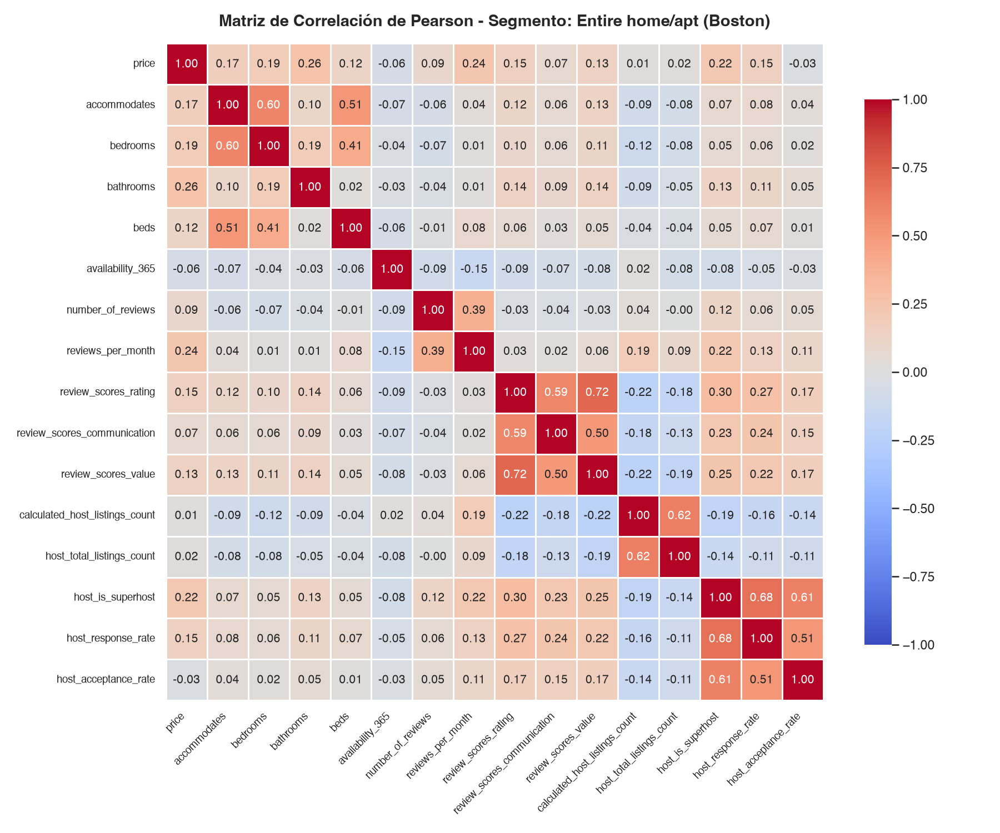 Matriz de Correlación de Pearson - Segmento: Entire home/apt (Boston)
price 1.00 0.17 0.19 0.26 0.12 -0.06 0.09 0.24 0.15 0.07 0.13 0.01 0.02 0.22 0.15 -0.03
accommodates 0.17 1.00 0.60 0.10 0.51 -0.07 -0.06 0.04 0.12 0.06 0.13 -0.09 -0.08 0.07 0.08 0.04
bedrooms 0.19 0.60 1.00 0.19 0.41 -0.04 -0.07 0.01 0.10 0.06 0.11 -0.12 -0.08 0.05 0.06 0.02
bathrooms 0.26 0.10 0.19 1.00 0.02 -0.03 -0.04 0.01 0.14 0.09 0.14 -0.09 -0.05 0.13 0.11 0.05
beds 0.12 0.51 0.41 0.02 1.00 -0.06 -0.01 0.08 0.06 0.03 0.05 -0.04 -0.04 0.05 0.07 0.01
availability_365 -0.06 -0.07 -0.04 -0.03 -0.06 1.00 -0.09 -0.15 -0.09 -0.07 -0.08 0.02 -0.08 -0.08 -0.05 -0.03
number_of_reviews 0.09 -0.06 -0.07 -0.04 -0.01 -0.09 1.00 0.39 -0.03 -0.04 -0.03 0.04 -0.00 0.12 0.06 0.05
reviews_per_month 0.24 0.04 0.01 0.01 0.08 -0.15 0.39 1.00 0.03 0.02 0.06 0.19 0.09 0.22 0.13 0.11
review_scores_rating 0.15 0.12 0.10 0.14 0.06 -0.09 -0.03 0.03 1.00 0.59 0.72 -0.22 -0.18 0.30 0.27 0.17
review_scores_communication 0.07 0.06 0.06 0.09 0.03 -0.07 -0.04 0.02 0.59 1.00 0.50 -0.18 -0.13 0.23 0.24 0.15
review_scores_value 0.13 0.13 0.11 0.14 0.05 -0.08 -0.03 0.06 0.72 0.50 1.00 -0.22 -0.19 0.25 0.22 0.17
calculated_host_listings_count 0.01 -0.09 -0.12 -0.09 -0.04 0.02 0.04 0.19 -0.22 -0.18 -0.22 1.00 0.62 -0.19 -0.16 -0.14
host_total_listings_count 0.02 -0.08 -0.08 -0.05 -0.04 -0.08 -0.00 0.09 -0.18 -0.13 -0.19 0.62 1.00 -0.14 -0.11 -0.11
host_is_superhost 0.22 0.07 0.05 0.13 0.05 -0.08 0.12 0.22 0.30 0.23 0.25 -0.19 -0.14 1.00 0.68 0.61
host_response_rate 0.15 0.08 0.06 0.11 0.07 -0.05 0.06 0.13 0.27 0.24 0.22 -0.16 -0.11 0.68 1.00 0.51
host_acceptance_rate -0.03 0.04 0.02 0.05 0.01 -0.03 0.05 0.11 0.17 0.15 0.17 -0.14 -0.11 0.61 0.51 1.00
price
accommodates
bedrooms
bathrooms
beds
availability_365
number_of_reviews
reviews_per_month
review_scores_rating
review_scores_communication
review_scores_value
calculated_host_listings_count
host_total_listings_count
host_is_superhost
host_response_rate
host_acceptance_rate
1.00
0.75
0.50
0.25
0.00
−0.25
−0.50
−0.75
−1.00